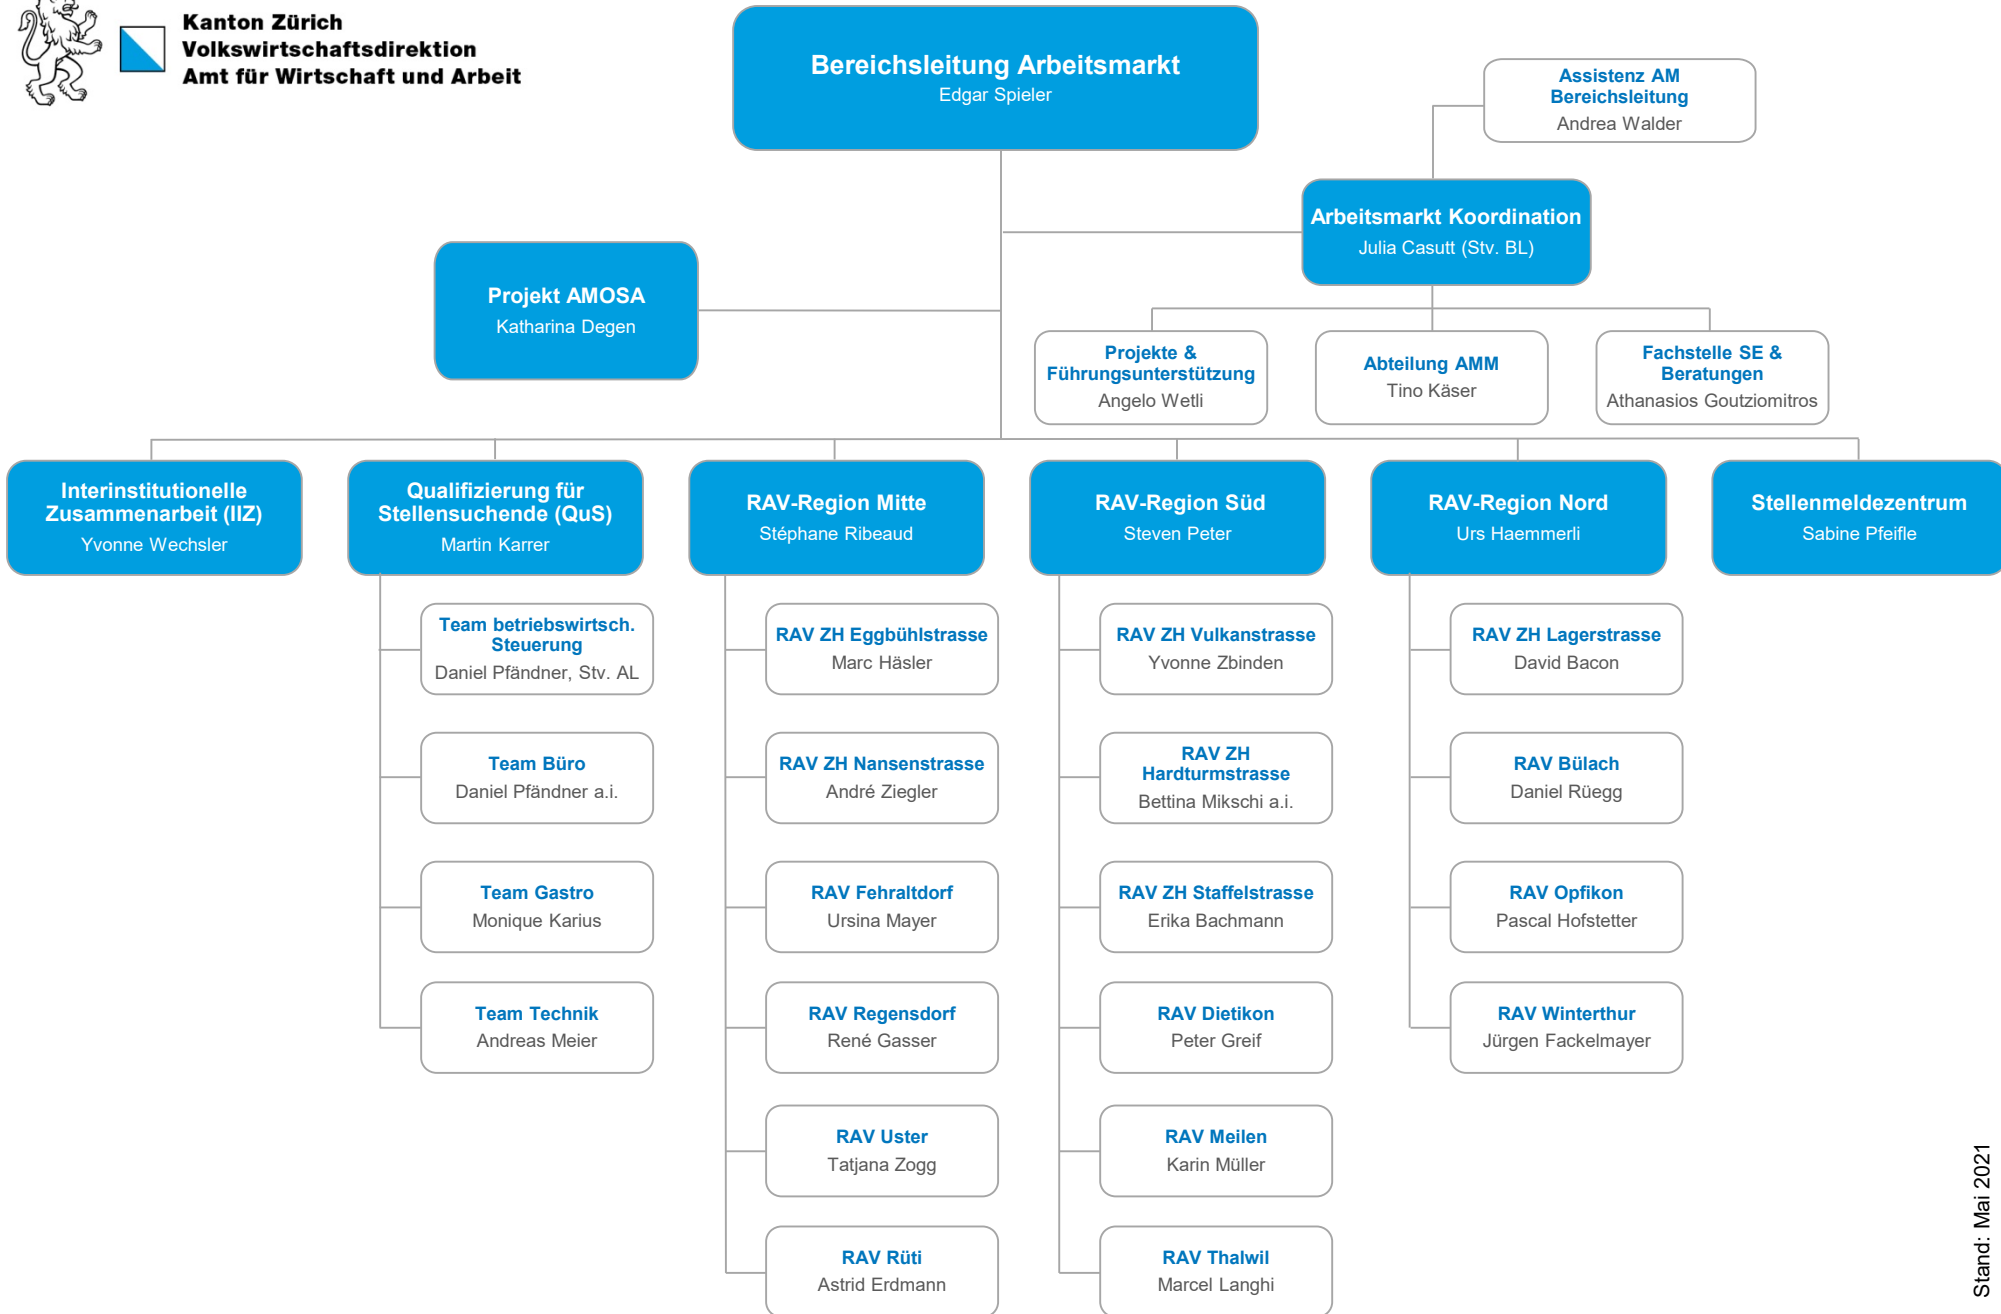 Kanton Zürich
Volkswirtschaftsdirektion
Amt für Wirtschaft und Arbeit
Bereichsleitung Arbeitsmarkt
Edgar Spieler
Assistenz AM
Bereichsleitung
Andrea Walder
Arbeitsmarkt Koordination
Julia Casutt (Stv. BL)
Projekt AMOSA
Katharina Degen
Projekte &
Führungsunterstützung
Angelo Wetli
Abteilung AMM
Tino Käser
Fachstelle SE &
Beratungen
Athanasios Goutziomitros
Interinstitutionelle
Zusammenarbeit (IIZ)
Yvonne Wechsler
Qualifizierung für
Stellensuchende (QuS)
Martin Karrer
RAV-Region Mitte
Stéphane Ribeaud
RAV-Region Süd
Steven Peter
RAV-Region Nord
Urs Haemmerli
Stellenmeldezentrum
Sabine Pfeifle
Team betriebswirtsch.
Steuerung
Daniel Pfändner, Stv. AL
Team Büro
Daniel Pfändner a.i.
Team Gastro
Monique Karius
Team Technik
Andreas Meier
RAV ZH Eggbühlstrasse
Marc Häsler
RAV ZH Nansenstrasse
André Ziegler
RAV Fehraltdorf
Ursina Mayer
RAV Regensdorf
René Gasser
RAV Uster
Tatjana Zogg
RAV Rüti
Astrid Erdmann
RAV ZH Vulkanstrasse
Yvonne Zbinden
RAV ZH
Hardturmstrasse
Bettina Mikschi a.i.
RAV ZH Staffelstrasse
Erika Bachmann
RAV Dietikon
Peter Greif
RAV Meilen
Karin Müller
RAV Thalwil
Marcel Langhi
RAV ZH Lagerstrasse
David Bacon
RAV Bülach
Daniel Rüegg
RAV Opfikon
Pascal Hofstetter
RAV Winterthur
Jürgen Fackelmayer
Stand: Mai 2021